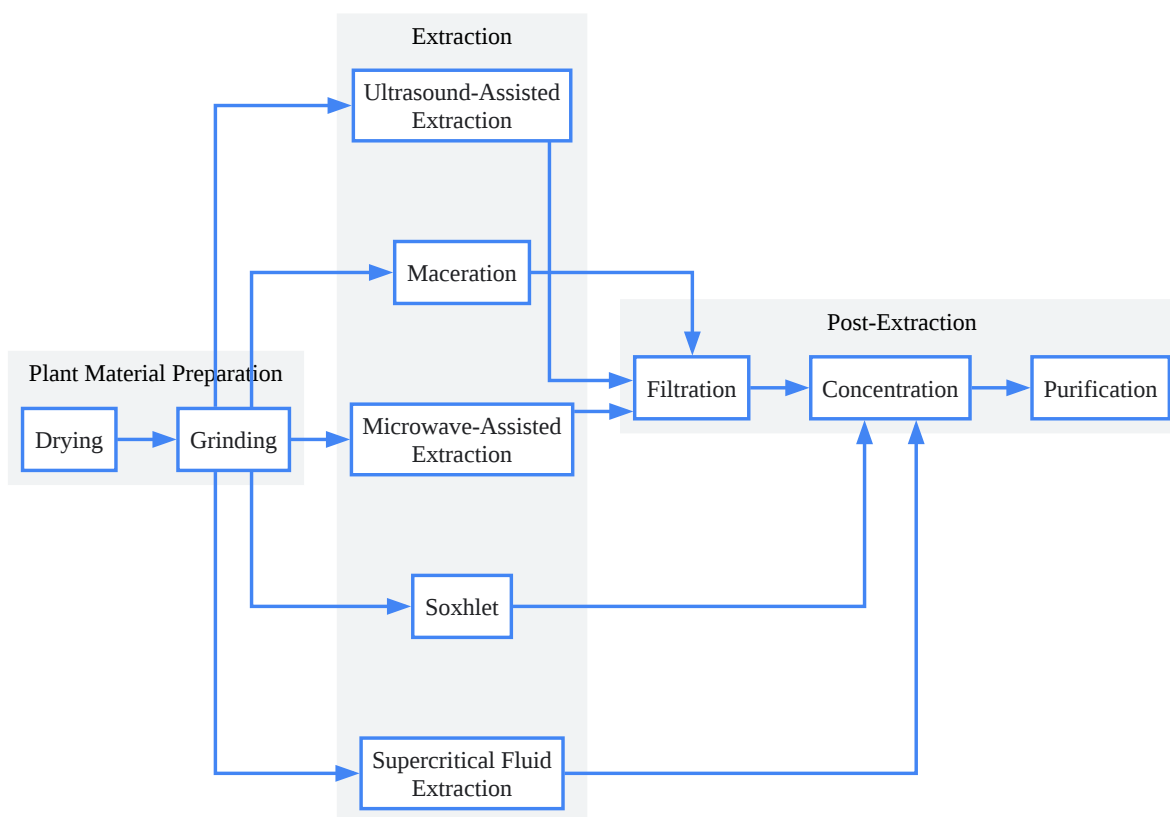 Extraction
Ultrasound-Assisted
Extraction
Maceration
Post-Extraction
Plant Material Preparation
Filtration
Concentration
Purification
Drying
Grinding
Microwave-Assisted
Extraction
Soxhlet
Supercritical Fluid
Extraction